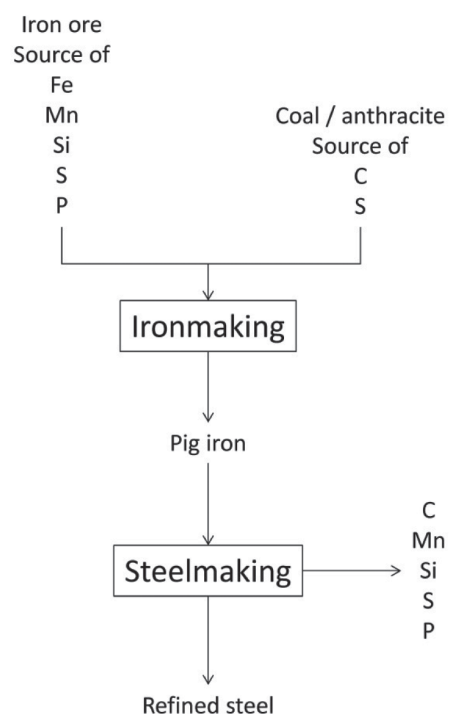 Iron ore
Source of
Fe
Mn
Si
S
P
Coal / anthracite
Source of
C
S
Ironmaking
Pig iron
Steelmaking
C
Mn
Si
S
P
Refined steel